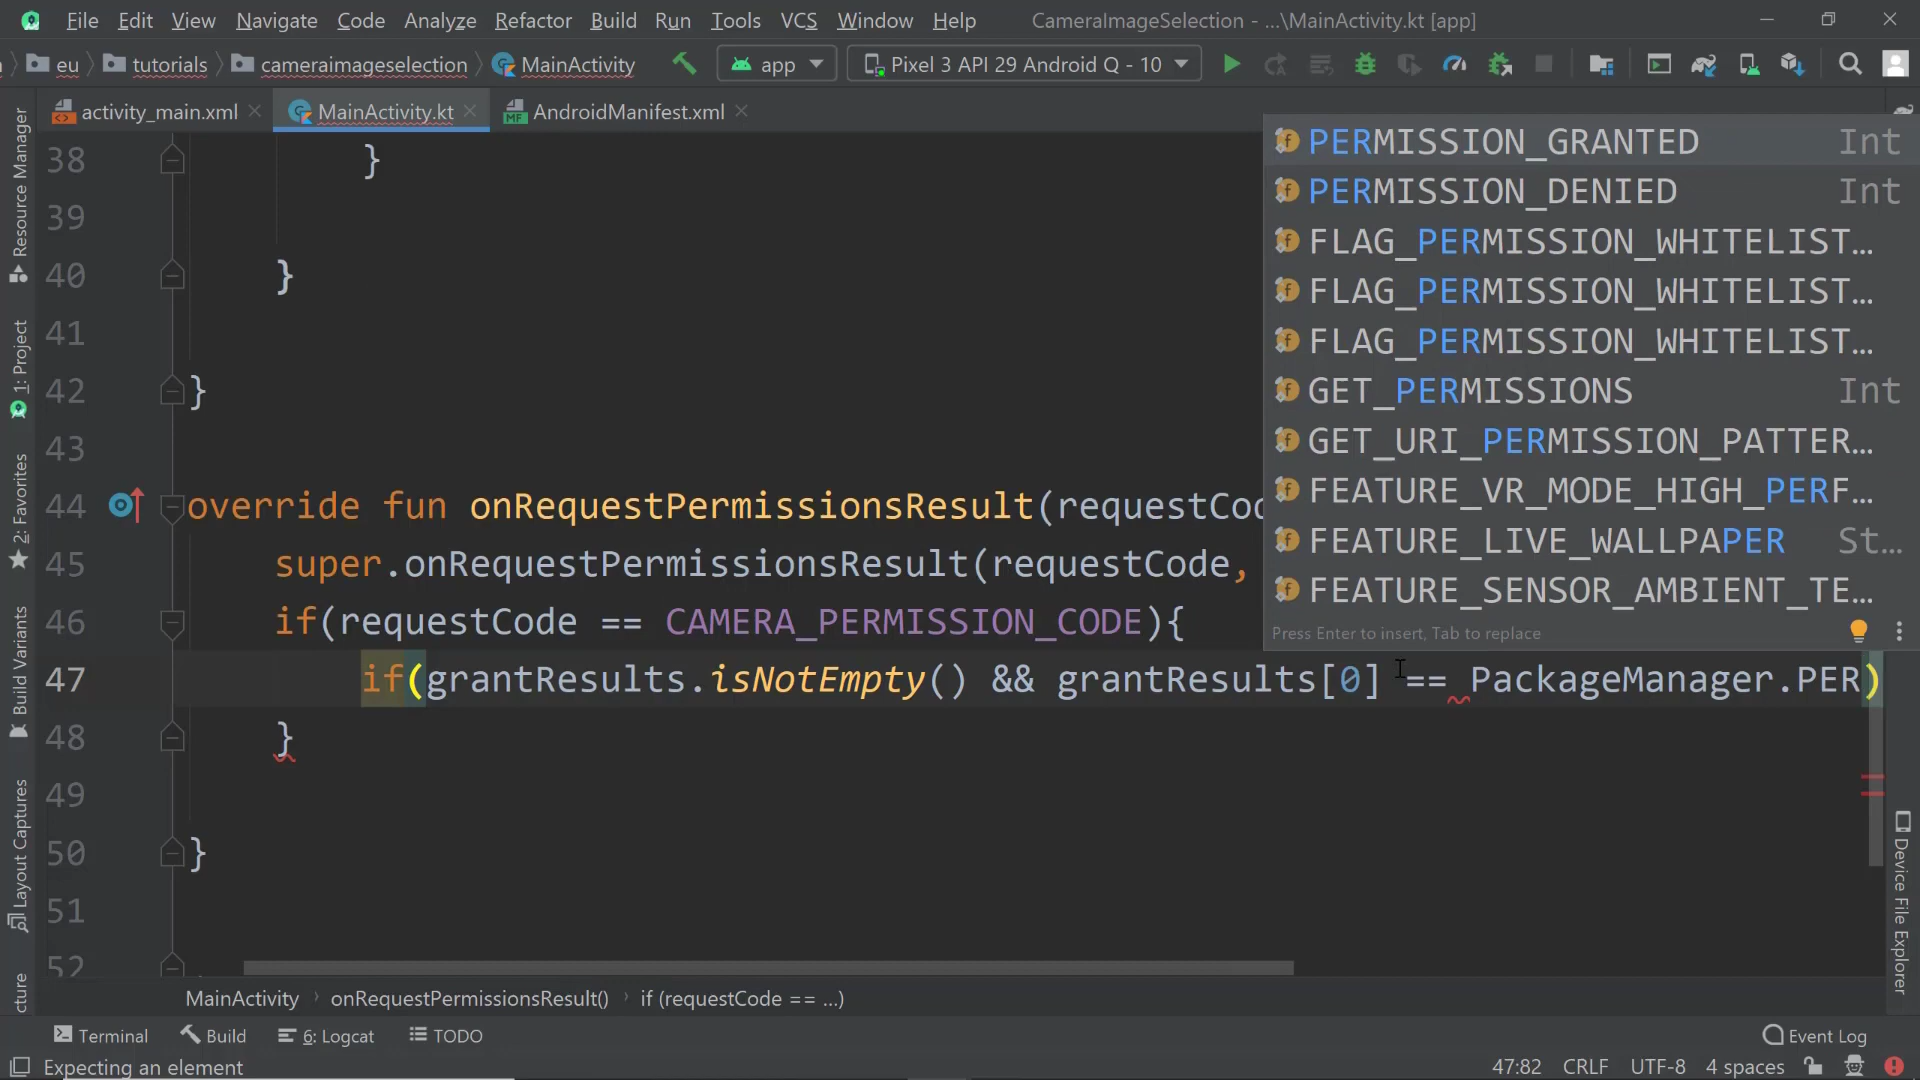 File Edit View Navigate Code Analyze Refactor Build Run Tools VCS Window Help CameraImageSelection - ...\MainActivity.kt [app]
eu tutorials cameraimageselection MainActivity app Pixel 3 API 29 Android Q - 10
activity_main.xml MainActivity.kt AndroidManifest.xml
Resource Manager
1: Project
2: Favorites
Build Variants
Layout Captures
cture
38 }
39
40 }
41
42 }
43
44 override fun onRequestPermissionsResult(requestCod
45 super.onRequestPermissionsResult(requestCode,
46 if(requestCode == CAMERA_PERMISSION_CODE){
47 if(grantResults.isNotEmpty() && grantResults[0] == PackageManager.PER)
48 }
49
50 }
51
52
PERMISSION_GRANTED Int
PERMISSION_DENIED Int
FLAG_PERMISSION_WHITELIST...
FLAG_PERMISSION_WHITELIST...
FLAG_PERMISSION_WHITELIST...
GET_PERMISSIONS Int
GET_URI_PERMISSION_PATTER...
FEATURE_VR_MODE_HIGH_PERF...
FEATURE_LIVE_WALLPAPER St...
FEATURE_SENSOR_AMBIENT_TE...
Press Enter to insert, Tab to replace
Device File Explorer
MainActivity onRequestPermissionsResult() if (requestCode == ...)
Terminal Build 6: Logcat TODO Event Log
Expecting an element 47:82 CRLF UTF-8 4 spaces